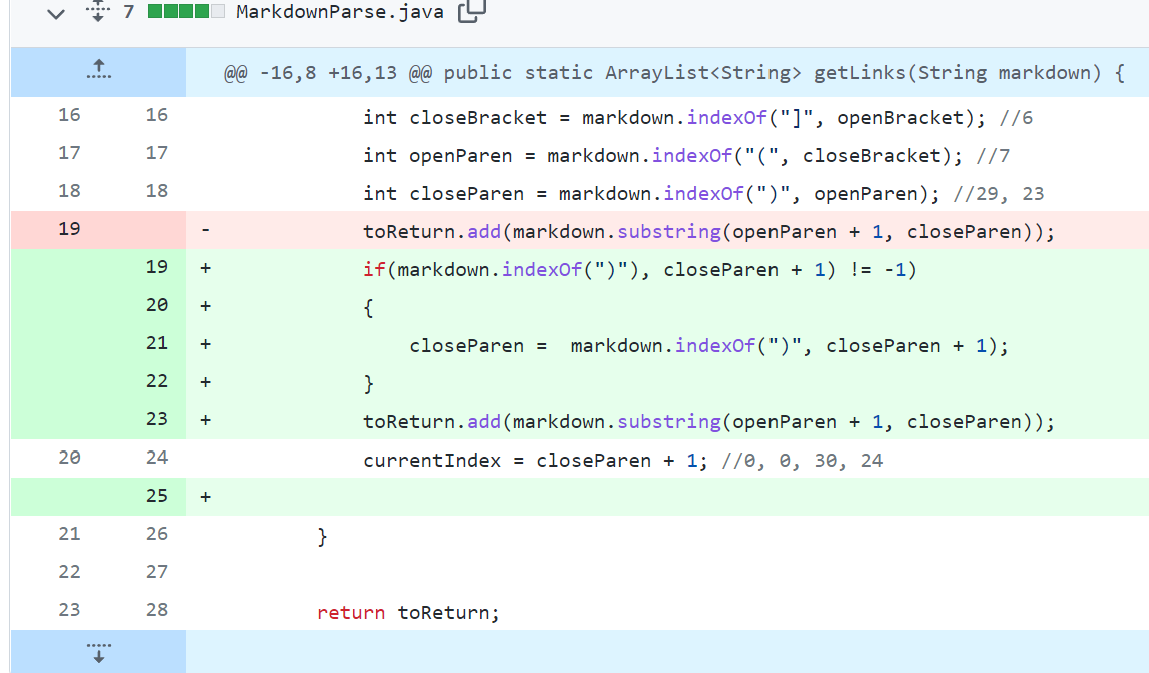 7 MarkdownParse.java
@@ -16,8 +16,13 @@ public static ArrayList<String> getLinks(String markdown) {
16 16 int closeBracket = markdown.indexOf("]", openBracket); //6
17 17 int openParen = markdown.indexOf("(", closeBracket); //7
18 18 int closeParen = markdown.indexOf(")", openParen); //29, 23
19 - toReturn.add(markdown.substring(openParen + 1, closeParen));
19 + if(markdown.indexOf(")"), closeParen + 1) != -1)
20 + {
21 + closeParen =  markdown.indexOf(")", closeParen + 1);
22 + }
23 + toReturn.add(markdown.substring(openParen + 1, closeParen));
20 24 currentIndex = closeParen + 1; //0, 0, 30, 24
25 +
21 26 }
22 27
23 28 return toReturn;